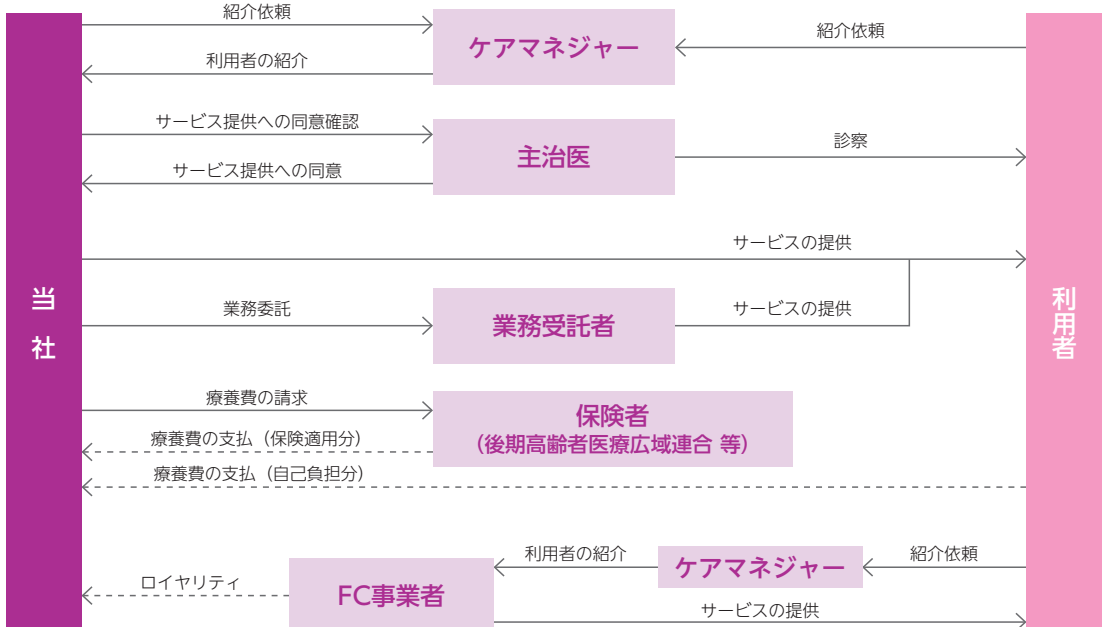 当社
紹介依頼
ケアマネジャー
紹介依頼
利用者の紹介
サービス提供への同意確認
主治医
診察
サービス提供への同意
サービスの提供
業務委託
業務受託者
サービスの提供
利用者
療養費の請求
保険者
(後期高齢者医療広域連合 等)
療養費の支払(保険適用分)
療養費の支払(自己負担分)
利用者の紹介
ケアマネジャー
紹介依頼
ロイヤリティ
FC事業者
サービスの提供